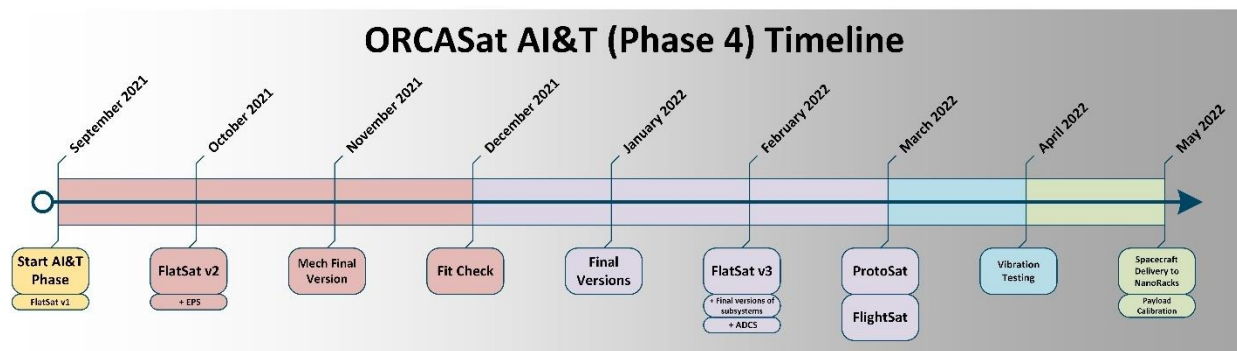 ORCASat AI&T (Phase 4) Timeline
September 2021
October 2021
November 2021
December 2021
January 2022
February 2022
March 2022
April 2022
May 2022
Start AI&T
Phase
FlatSat v1
FlatSat v2
+ EPS
Mech Final
Version
Fit Check
Final
Versions
FlatSat v3
+ Final versions of
subsystems
+ ADCS
ProtoSat
FlightSat
Vibration
Testing
Spacecraft
Delivery to
NanoRacks
Payload
Calibration